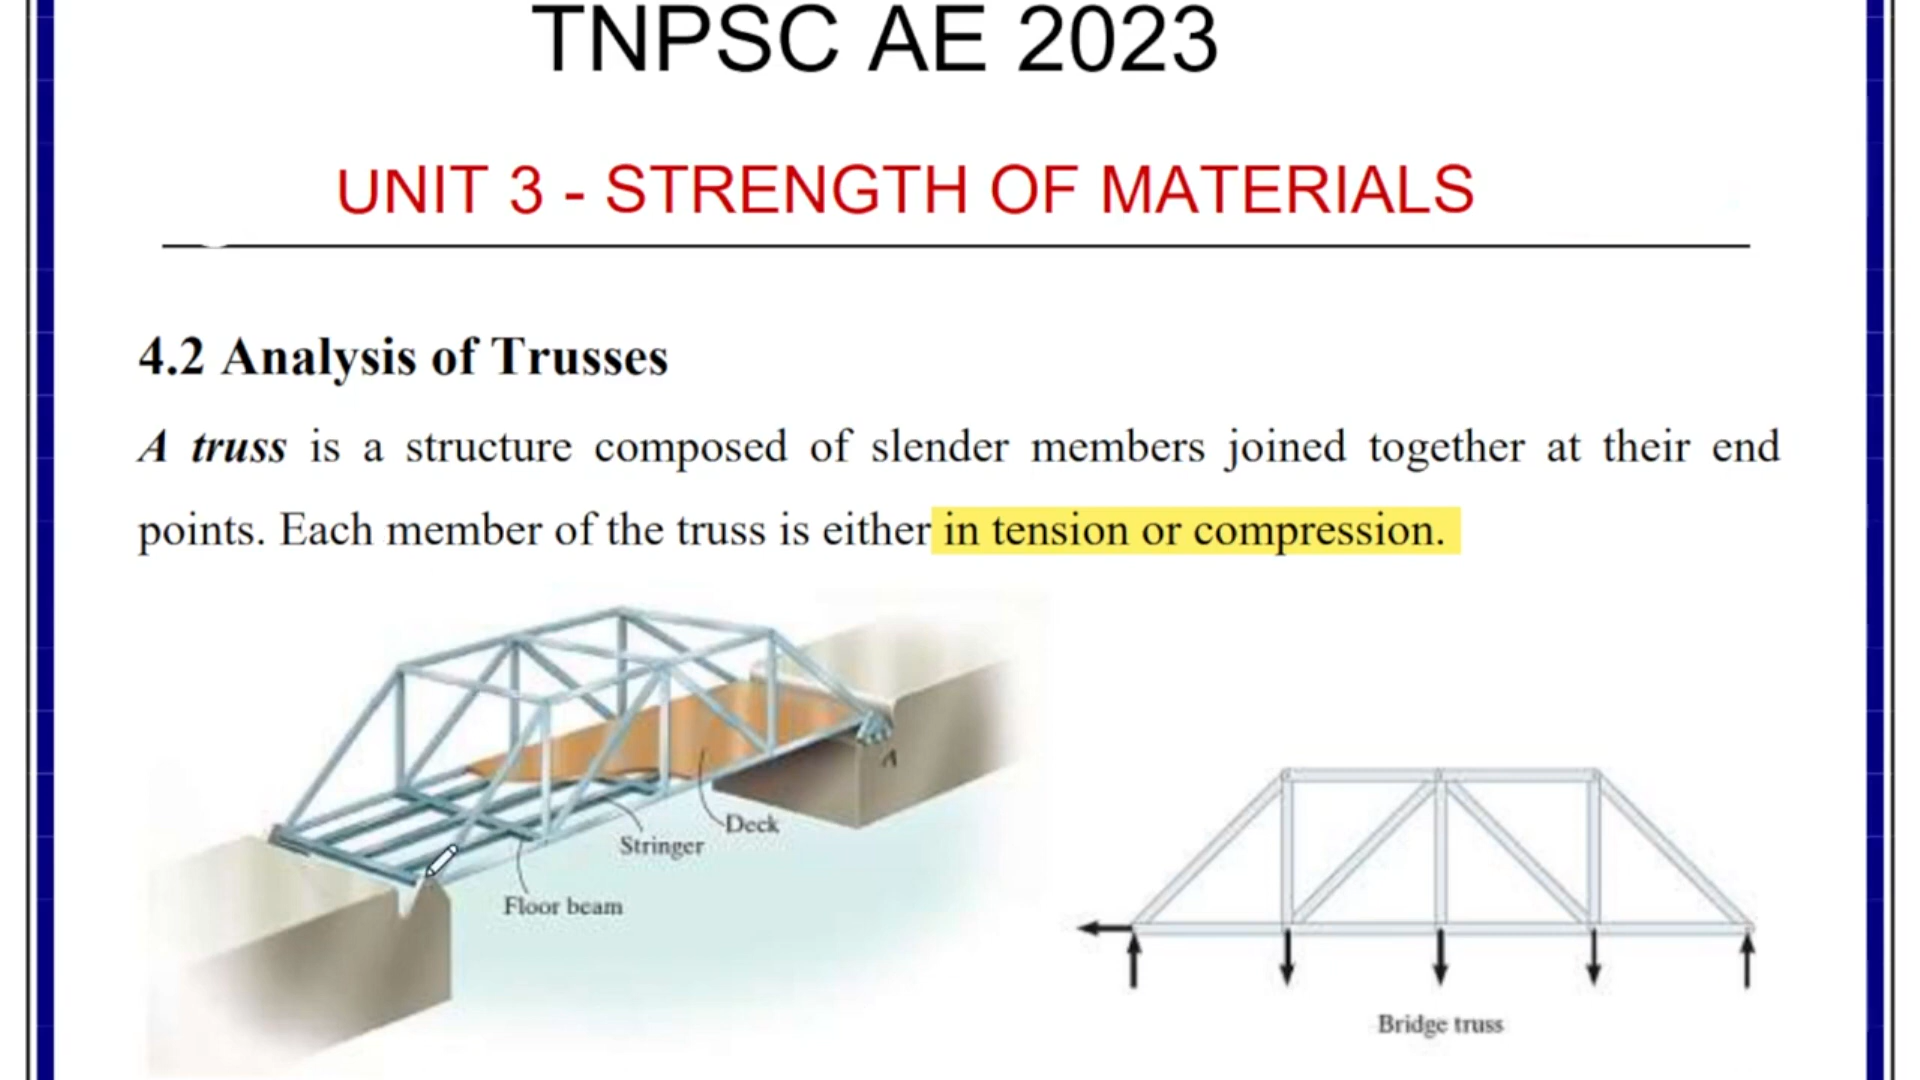 TNPSC AE 2023
UNIT 3 - STRENGTH OF MATERIALS
4.2 Analysis of Trusses
A truss is a structure composed of slender members joined together at their end
points. Each member of the truss is either in tension or compression.
A
Deck
Stringer
Floor beam
Bridge truss